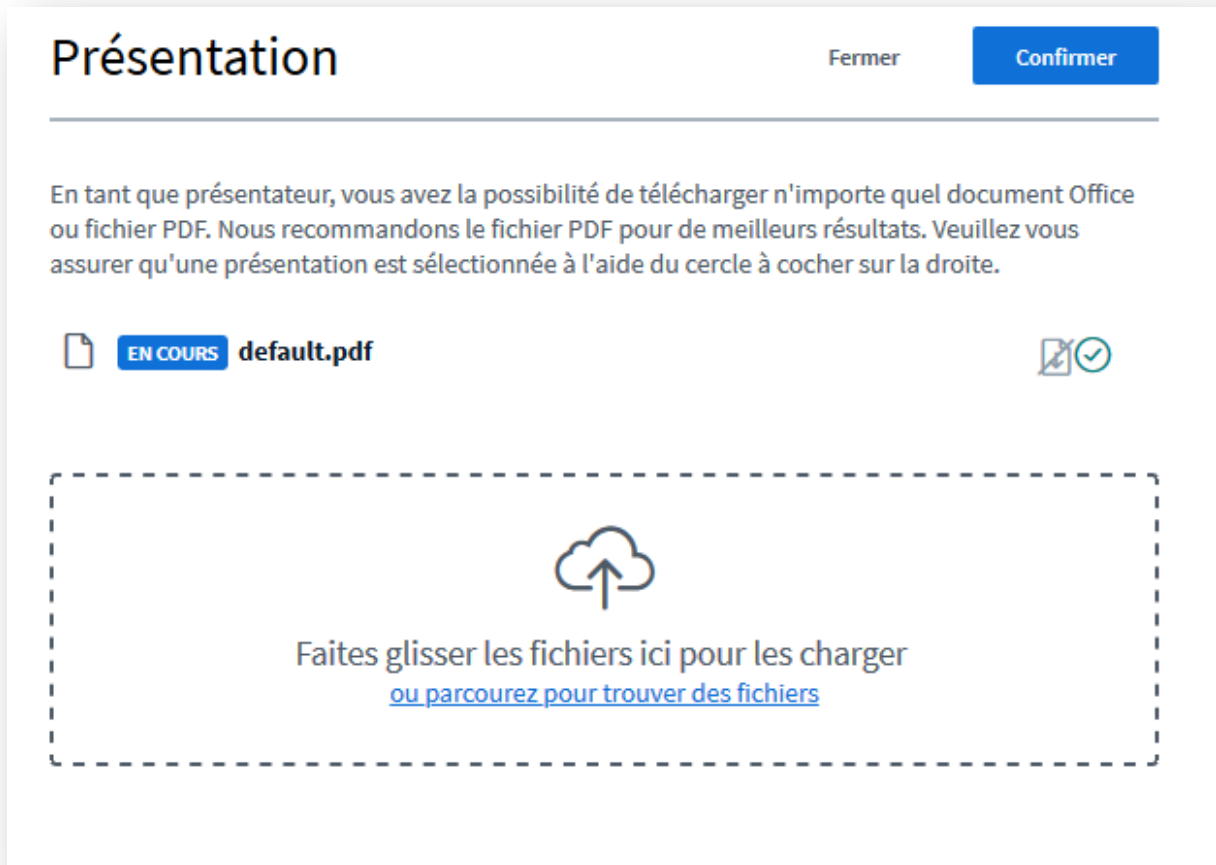 Présentation
Fermer
Confirmer
En tant que présentateur, vous avez la possibilité de télécharger n'importe quel document Office
ou fichier PDF. Nous recommandons le fichier PDF pour de meilleurs résultats. Veuillez vous
assurer qu'une présentation est sélectionnée à l'aide du cercle à cocher sur la droite.
EN COURS default.pdf
Faites glisser les fichiers ici pour les charger
ou parcourez pour trouver des fichiers